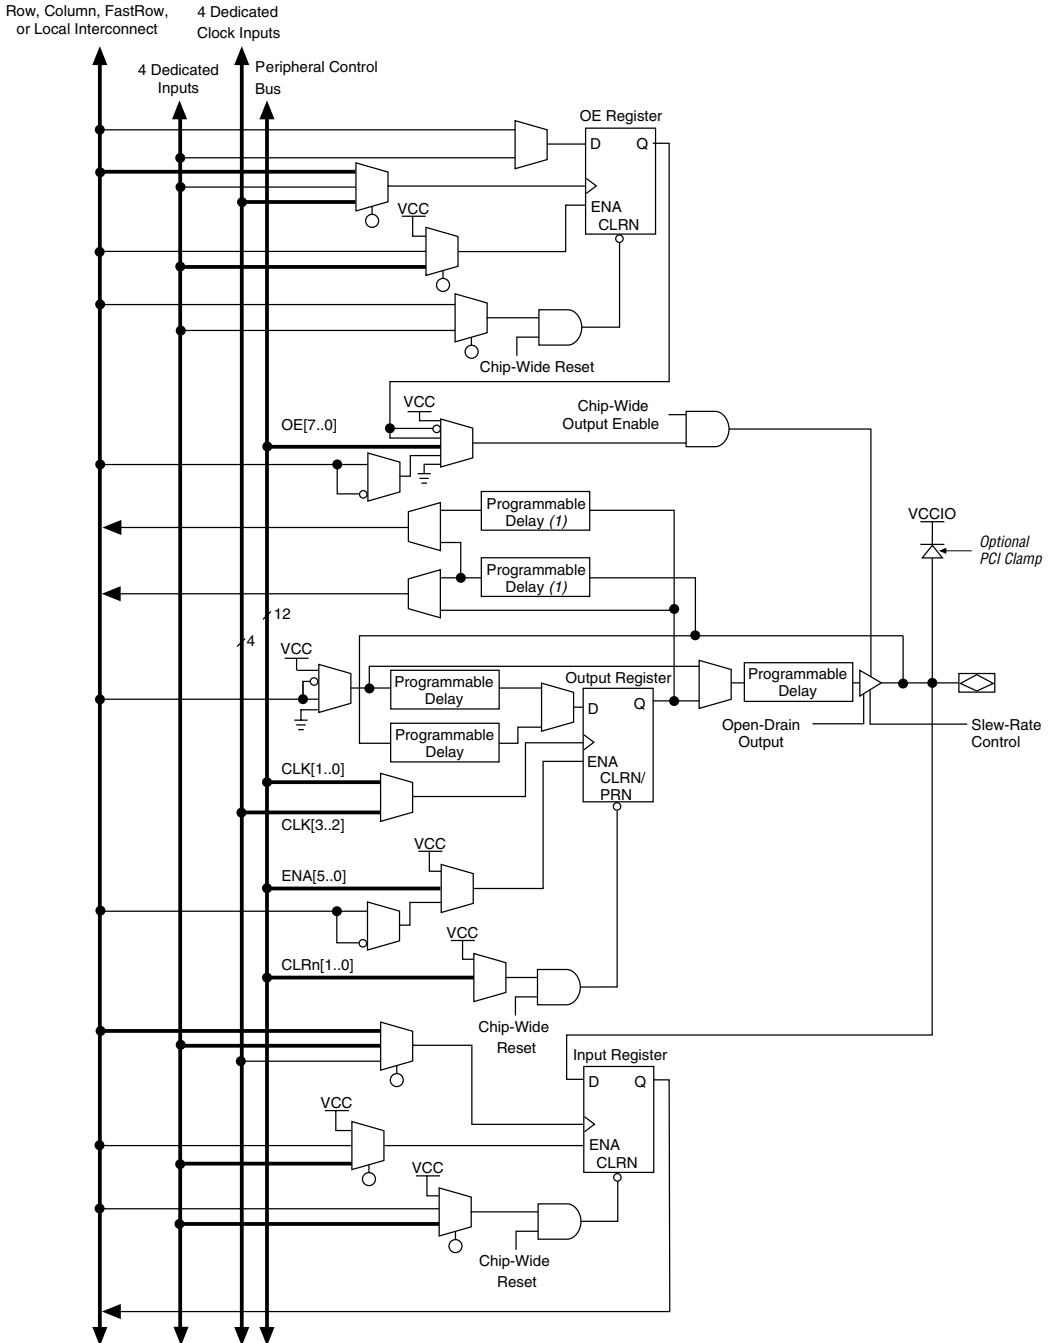 Row, Column, FastRow,
or Local Interconnect
4 Dedicated
Clock Inputs
4 Dedicated
Inputs
Peripheral Control
Bus
OE Register
D
Q
ENA
CLRN
VCC
Chip-Wide Reset
VCC
OE[7..0]
Chip-Wide
Output Enable
Programmable
Delay (1)
Programmable
Delay (1)
VCCIO
Optional
PCI Clamp
12
4
VCC
Programmable
Delay
Programmable
Delay
Output Register
D
Q
ENA
CLRN/
PRN
Programmable
Delay
Open-Drain
Output
Slew-Rate
Control
CLK[1..0]
CLK[3..2]
VCC
ENA[5..0]
VCC
CLRn[1..0]
Chip-Wide
Reset
Input Register
D
Q
ENA
CLRN
VCC
VCC
Chip-Wide
Reset